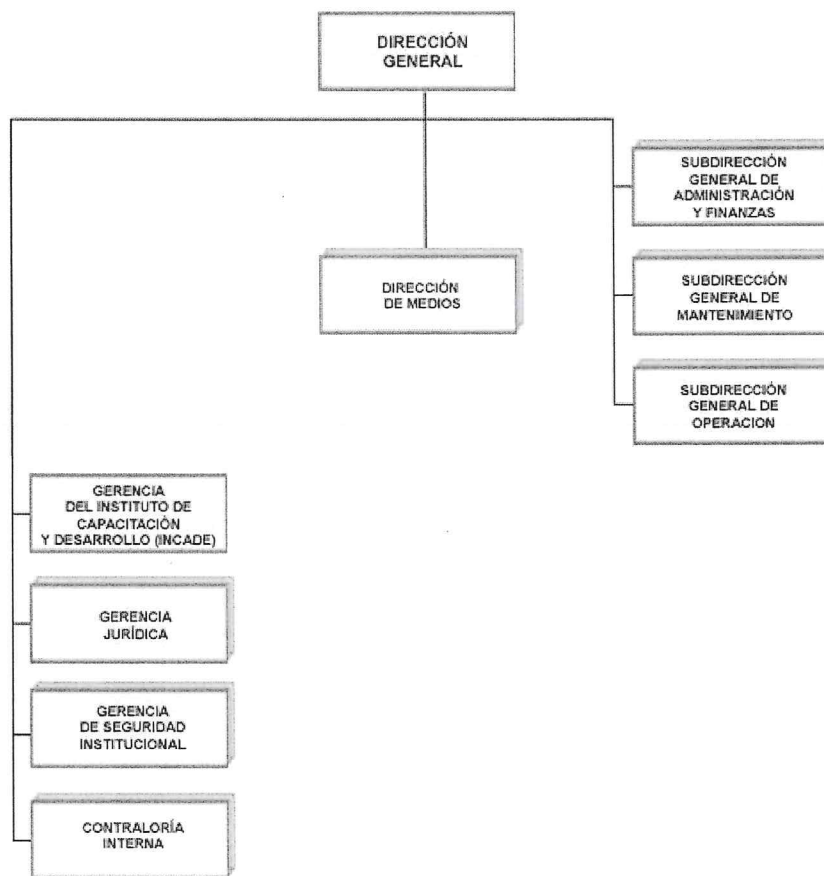 DIRECCIÓN
GENERAL
SUBDIRECCIÓN
GENERAL DE
ADMINISTRACIÓN
Y FINANZAS
DIRECCIÓN
DE MEDIOS
SUBDIRECCIÓN
GENERAL DE
MANTENIMIENTO
SUBDIRECCIÓN
GENERAL DE
OPERACION
GERENCIA
DEL INSTITUTO DE
CAPACITACIÓN
Y DESARROLLO (INCADE)
GERENCIA
JURÍDICA
GERENCIA
DE SEGURIDAD
INSTITUCIONAL
CONTRALORÍA
INTERNA